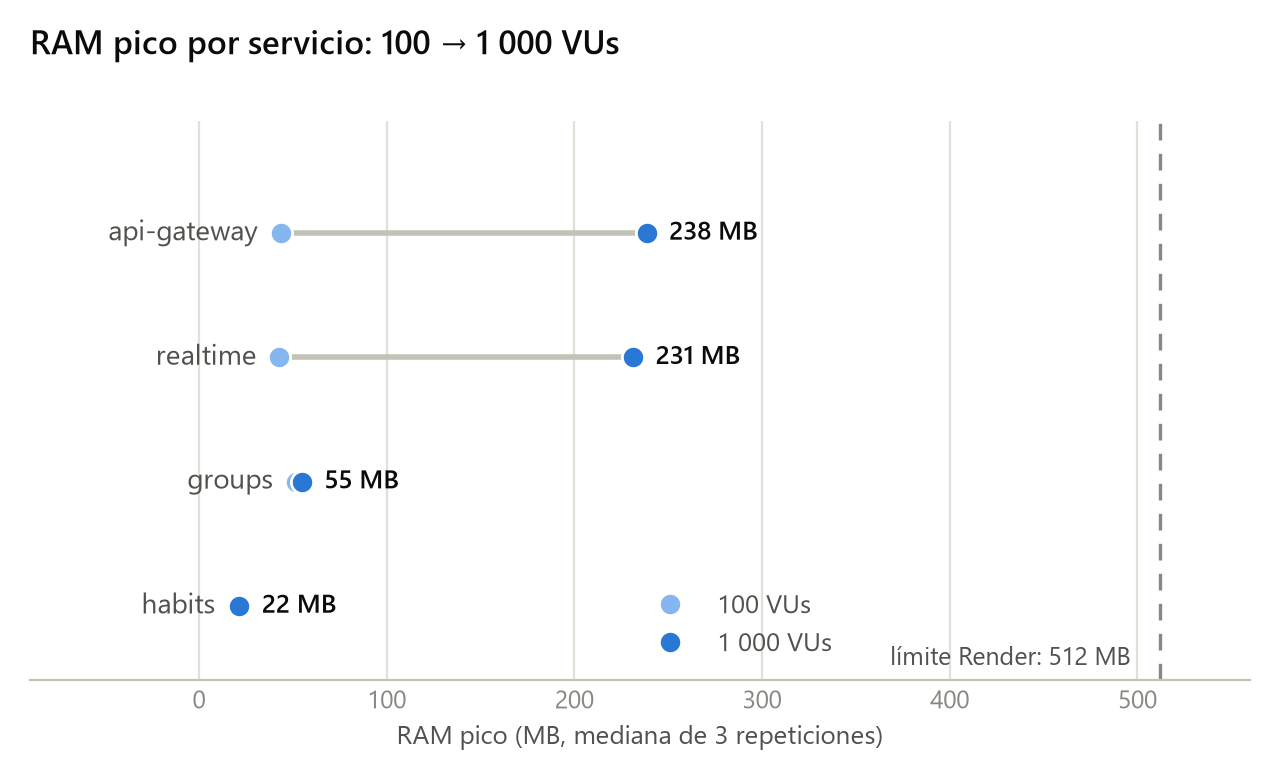 RAM pico por servicio: 100 → 1 000 VUs
api-gateway 238 MB
realtime 231 MB
groups 55 MB
habits 22 MB
100 VUs
1 000 VUs
límite Render: 512 MB
0 100 200 300 400 500
RAM pico (MB, mediana de 3 repeticiones)